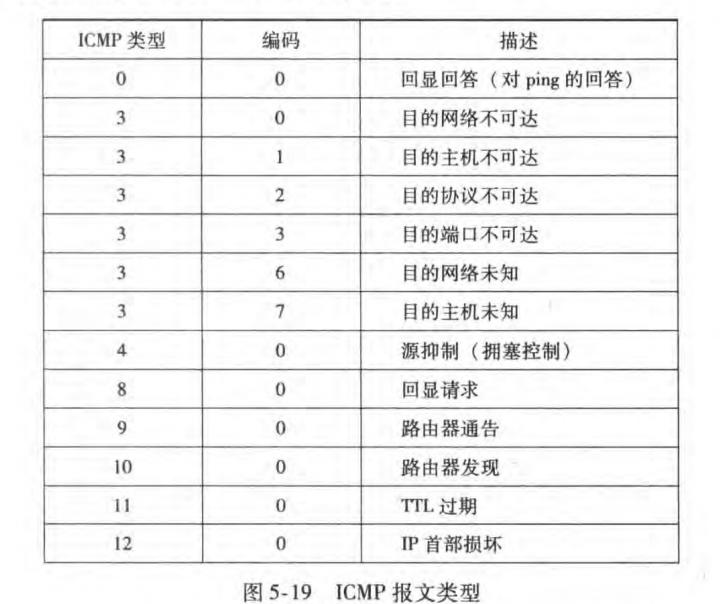 ICMP 类型 编码 描述
0 0 回显回答（对 ping 的回答）
3 0 目的网络不可达
3 1 目的主机不可达
3 2 目的协议不可达
3 3 目的端口不可达
3 6 目的网络未知
3 7 目的主机未知
4 0 源抑制（拥塞控制）
8 0 回显请求
9 0 路由器通告
10 0 路由器发现
11 0 TTL 过期
12 0 IP 首部损坏
图 5-19 ICMP 报文类型